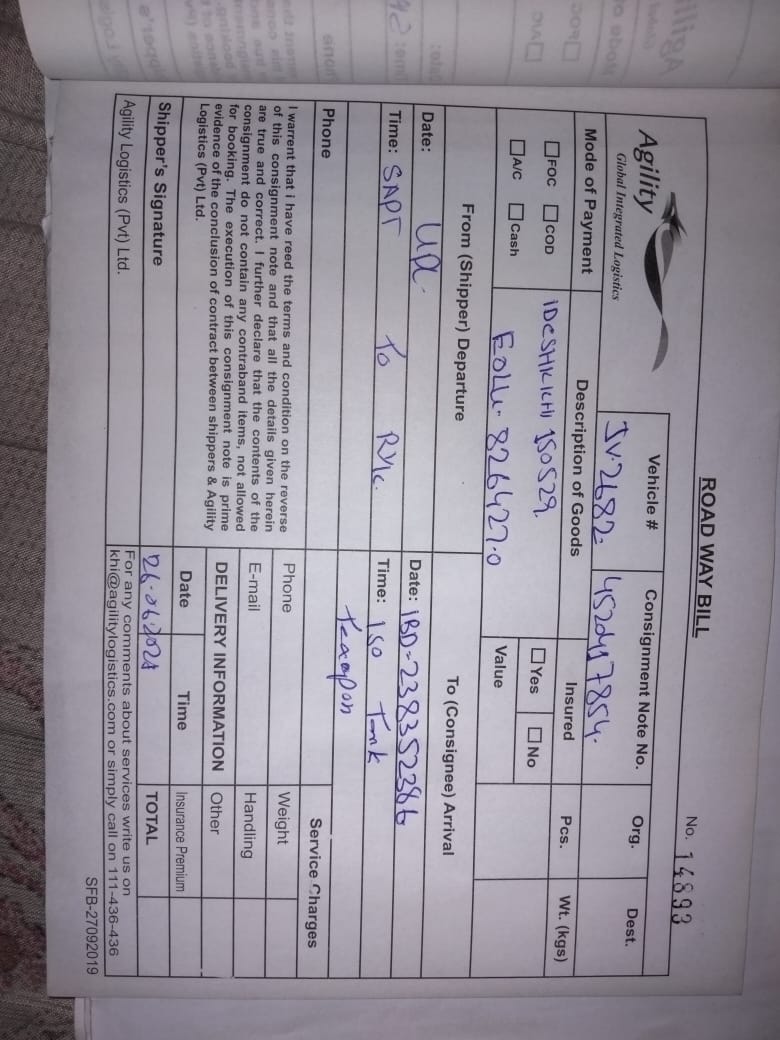 ROAD WAY BILL
No. 14893
Agility
Global Integrated Logistics
Vehicle #
JV-2682
Consignment Note No.
4520417854
Org.
Dest.
Mode of Payment
FOC
COD
A/C
Cash
Description of Goods
150529
EOLU- 826427-0
Insured
Yes
No
Value
Pcs.
Wt. (kgs)
From (Shipper) Departure
To (Consignee) Arrival
Date: UPL
Date: IBD-238352386
Time: SAPT To RYK.
Time: ISO Tank
Phone
I warrent that i have reed the terms and condition on the reverse
of this consignment note and that all the details given herein
are true and correct. I further declare that the contents of the
consignment do not contain any contraband items, not allowed
for booking. The execution of this consignment note is prime
evidence of the conclusion of contract between shippers & Agility
Logistics (Pvt) Ltd.
Phone
E-mail
Service Charges
Weight
Handling
Other
Insurance Premium
TOTAL
DELIVERY INFORMATION
Date
Time
26-06-2021
Shipper's Signature
Agility Logistics (Pvt) Ltd.
For any comments about services write us on
khi@agilitylogistics.com or simply call on 111-436-436
SFB-27092019